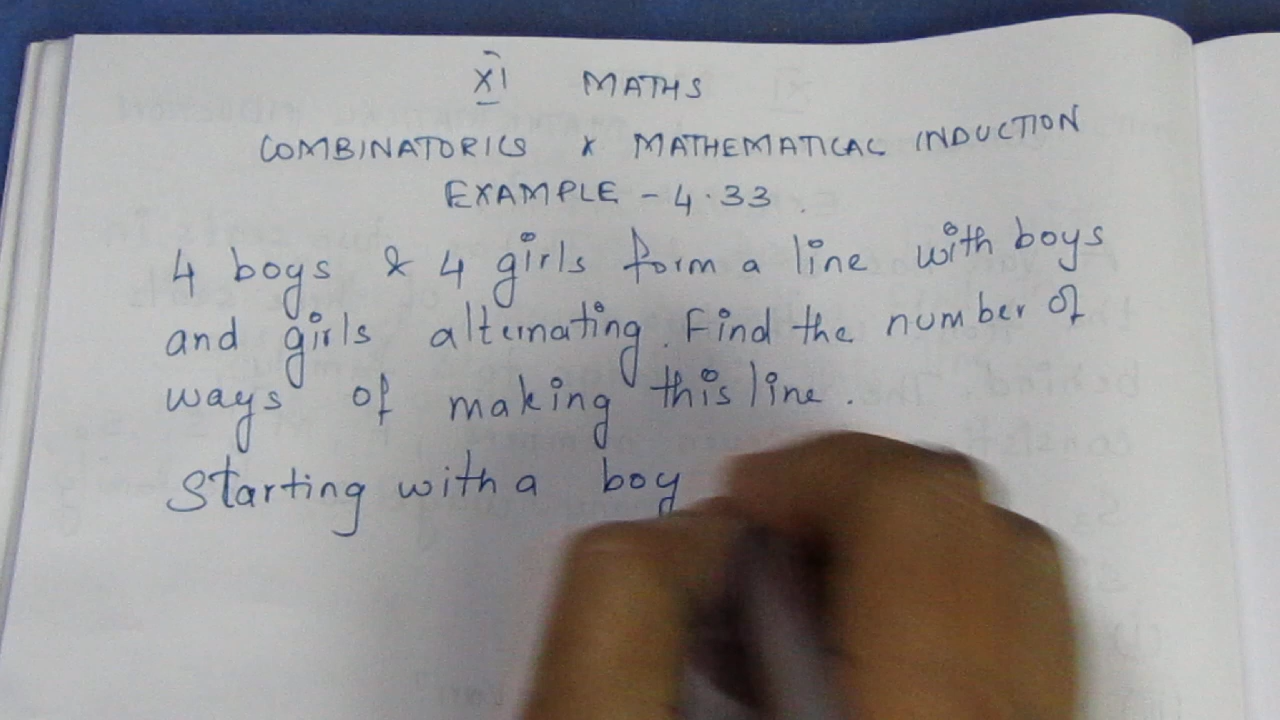 XI MATHS
COMBINATORICS & MATHEMATICAL INDUCTION
EXAMPLE - 4.33.
4 boys & 4 girls form a line with boys
and girls alternating. Find the number of
ways of making this line.
Starting with a boy